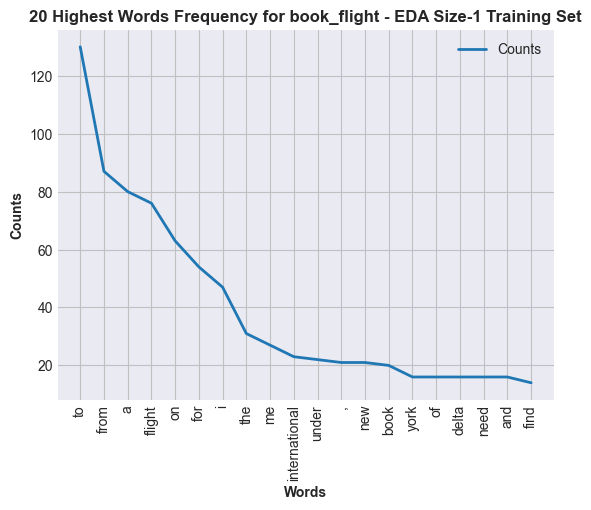 20 Highest Words Frequency for book_flight - EDA Size-1 Training Set
Counts
120
100
80
60
40
20
Counts
to
from
a
flight
on
for
i
the
me
international
under
,
new
book
york
of
delta
need
and
find
Words